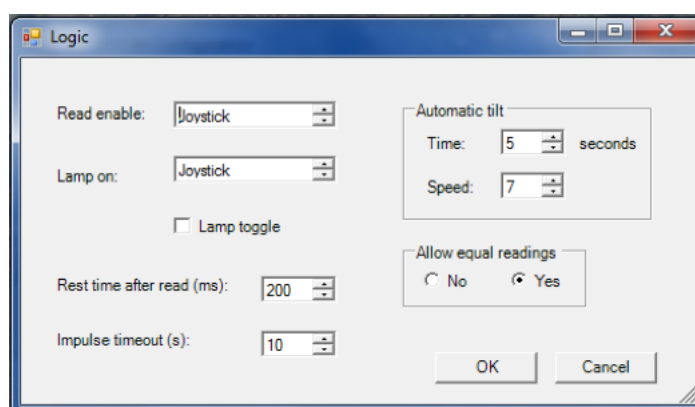 Logic
Read enable: !Joystick
Lamp on: Joystick
Lamp toggle
Rest time after read (ms): 200
Impulse timeout (s): 10
Automatic tilt
Time: 5 seconds
Speed: 7
Allow equal readings
No Yes
OK Cancel